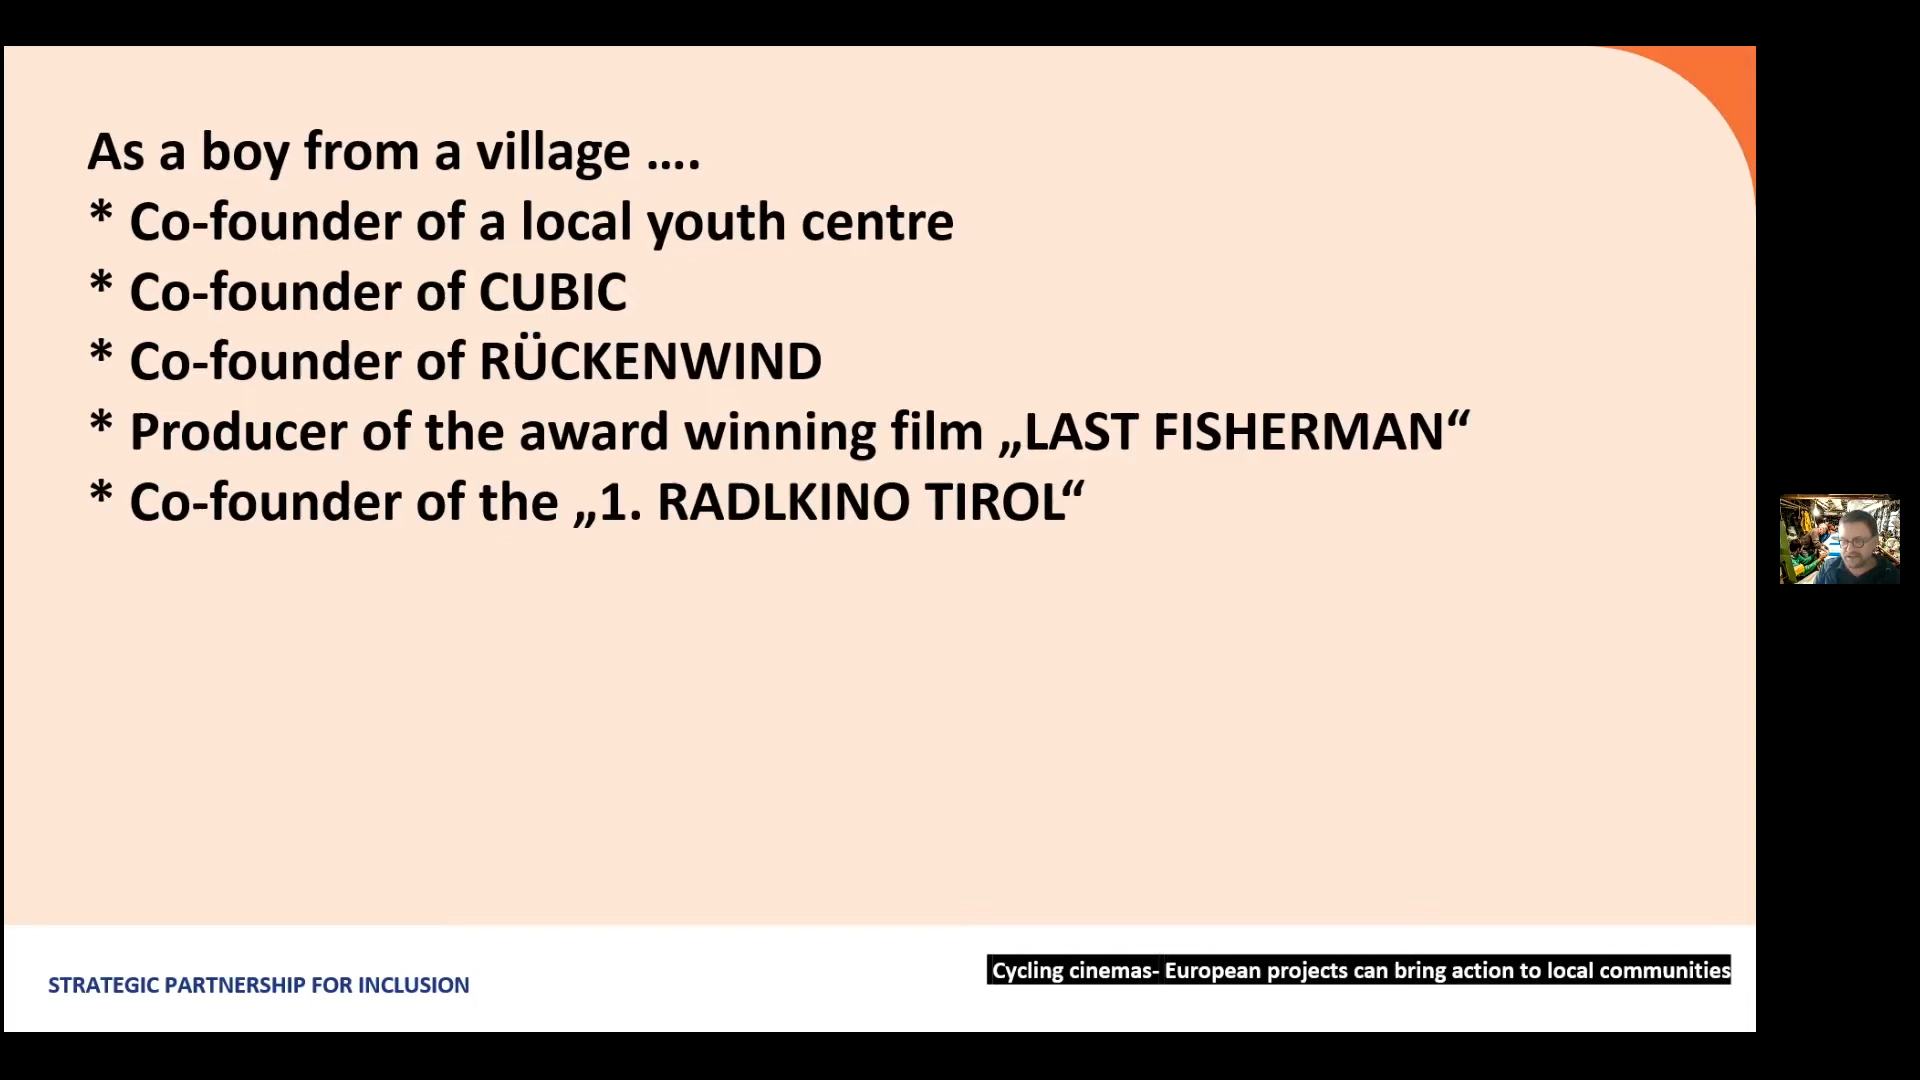 As a boy from a village ....
* Co-founder of a local youth centre
* Co-founder of CUBIC
* Co-founder of RÜCKENWIND
* Producer of the award winning film „LAST FISHERMAN“
* Co-founder of the „1. RADLKINO TIROL“
STRATEGIC PARTNERSHIP FOR INCLUSION
Cycling cinemas- European projects can bring action to local communities